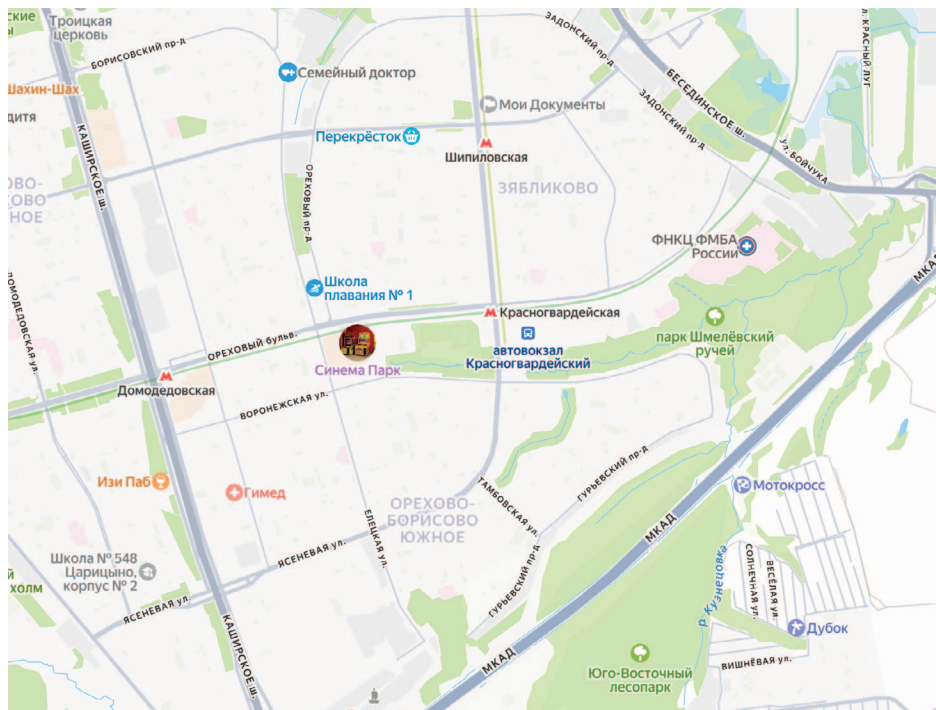 Троицкая
церковь
БОРИСОВСКИЙ ПР-Д
ЗАДОНСКИЙ ПР-Д
УЛ. КРАСНЫЙ ЛУГ
Семейный доктор
БЕСЕДИНСКОЕ Ш.
Шахин-Шах
ЗАДОНСКИЙ ПР-Д
Мои Документы
Перекрёсток
УЛ. БОЙЧУКА
КАШИРСКОЕ Ш.
Шипиловская
ОРЕХОВЫЙ ПР-Д
ЗЯБЛИКОВО
ФНКЦ ФМБА
России
МКАД
Школа
плавания № 1
ДОМОДЕДОВСКАЯ УЛ.
Красногвардейская
ОРЕХОВЫЙ бульв.
автовокзал
Красногвардейский
парк Шмелёвский
ручей
Синема Парк
Домодедовская
ВОРОНЕЖСКАЯ УЛ.
Изи Паб
Гимед
ГУРЬЕВСКИЙ ПР-Д
Мотокросс
ТАМБОВСКАЯ УЛ.
ОРЕХОВО-
БОРИСОВО
ЮЖНОЕ
ЕЛЕЦКАЯ УЛ.
МКАД
ЯСЕНЕВАЯ УЛ.
Школа № 548
Царицыно,
корпус № 2
ГУРЬЕВСКИЙ ПР-Д
р. Кузнецовка
СОЛНЕЧНАЯ УЛ.
ВЕСЁЛАЯ УЛ.
ЯСЕНЕВАЯ УЛ.
Дубок
КАШИРСКОЕ Ш.
МКАД
Юго-Восточный
лесопарк
ВИШНЁВАЯ УЛ.